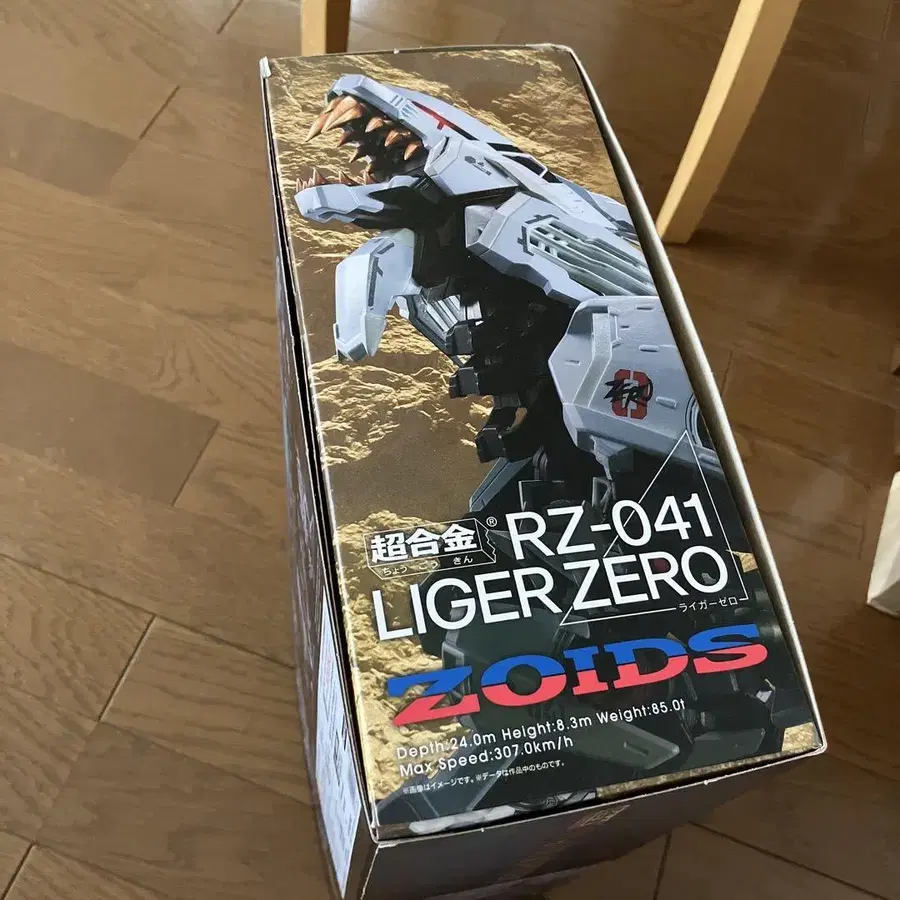 ZERO
超合金®
ちょうごうきん
RZ-041
LIGER ZERO
ライガーゼロ
ZOIDS
Depth:24.0m Height:8.3m Weight:85.0t
Max Speed:307.0km/h
※画像はイメージです。※データは作品中のものです。